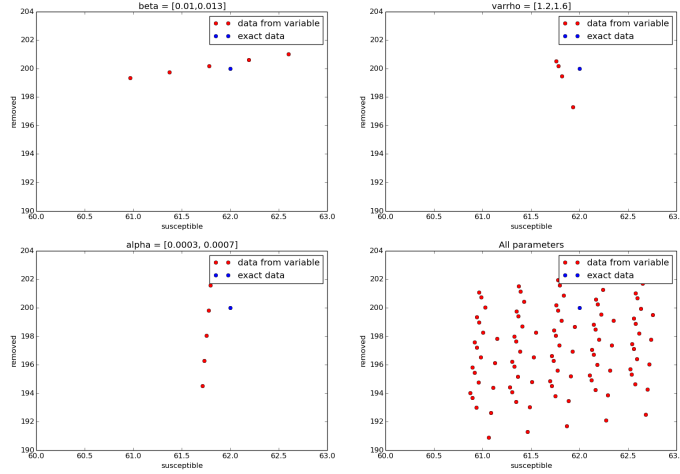 beta = [0.01,0.013]
204
202
200
198
196
194
192
190
removed
data from variable
exact data
60.0 60.5 61.0 61.5 62.0 62.5 63.0
susceptible
varrho = [1.2,1.6]
204
202
200
198
196
194
192
190
removed
data from variable
exact data
60.0 60.5 61.0 61.5 62.0 62.5 63.0
susceptible
alpha = [0.0003, 0.0007]
204
202
200
198
196
194
192
190
removed
data from variable
exact data
60.0 60.5 61.0 61.5 62.0 62.5 63.0
susceptible
All parameters
204
202
200
198
196
194
192
190
removed
data from variable
exact data
60.0 60.5 61.0 61.5 62.0 62.5 63.0
susceptible